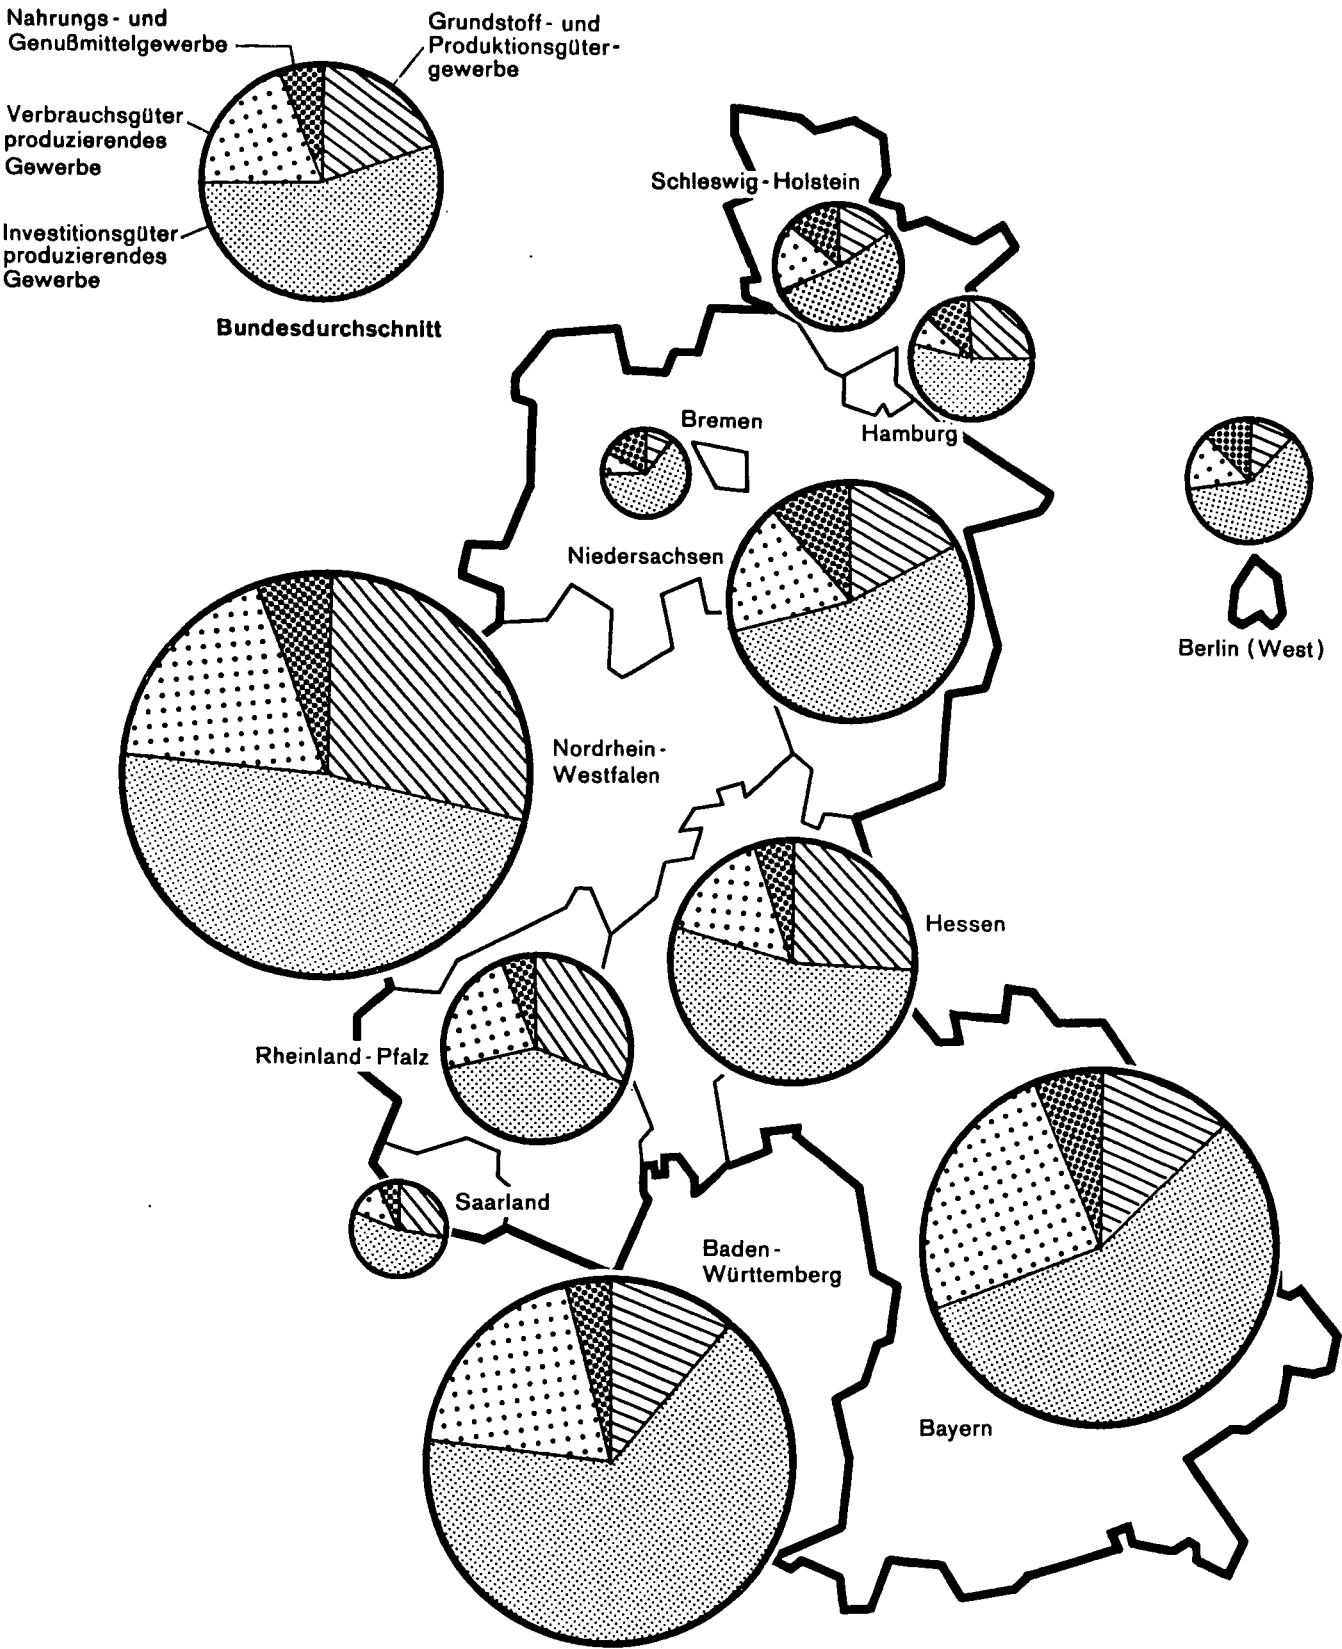 Nahrungs- und
Genußmittelgewerbe
Grundstoff- und
Produktionsgüter-
gewerbe
Verbrauchsgüter
produzierendes
Gewerbe
Investitionsgüter
produzierendes
Gewerbe
Bundesdurchschnitt
Schleswig-Holstein
Hamburg
Bremen
Niedersachsen
Berlin (West)
Nordrhein-
Westfalen
Hessen
Rheinland-Pfalz
Saarland
Baden-
Württemberg
Bayern